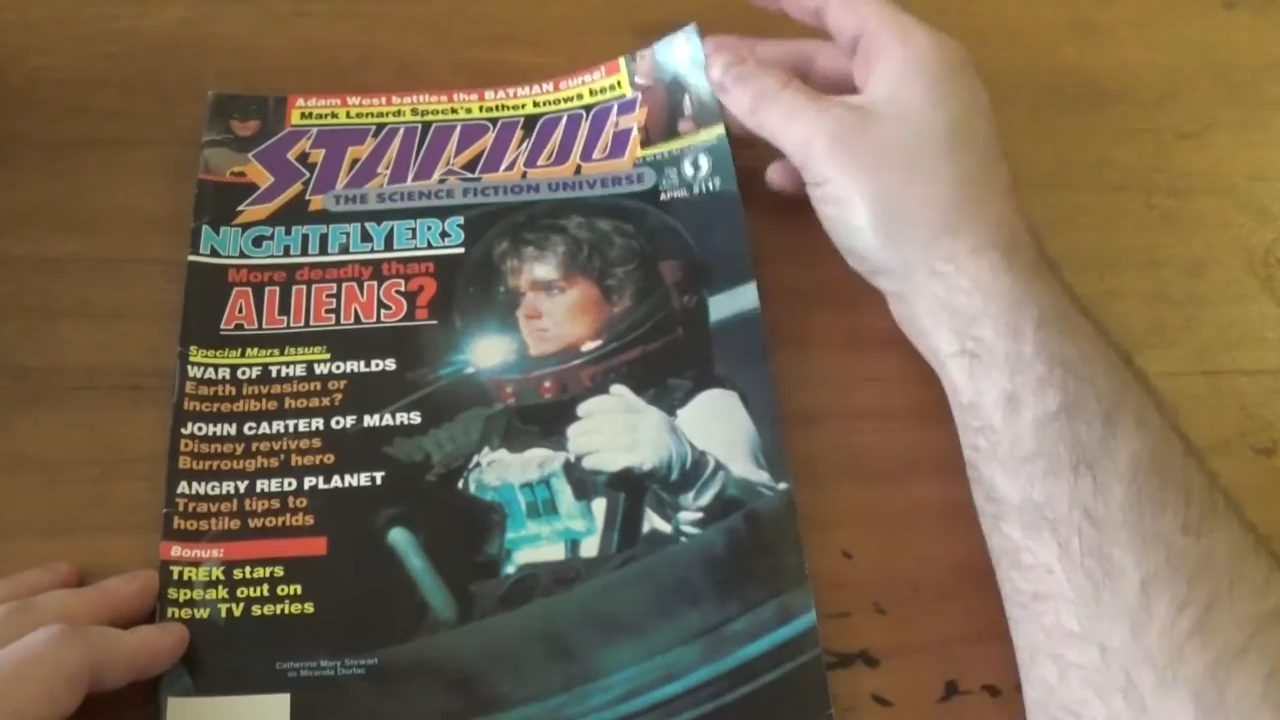 Adam West battles the BATMAN curse!
Mark Lenard: Spock's father knows best
STARLOG
THE SCIENCE FICTION UNIVERSE
APRIL #117
NIGHTFLYERS
More deadly than
ALIENS?
Special Mars issue:
WAR OF THE WORLDS
Earth invasion or
incredible hoax?
JOHN CARTER OF MARS
Disney revives
Burroughs' hero
ANGRY RED PLANET
Travel tips to
hostile worlds
Bonus:
TREK stars
speak out on
new TV series
Catherine Mary Stewart
as Miranda Dorlac